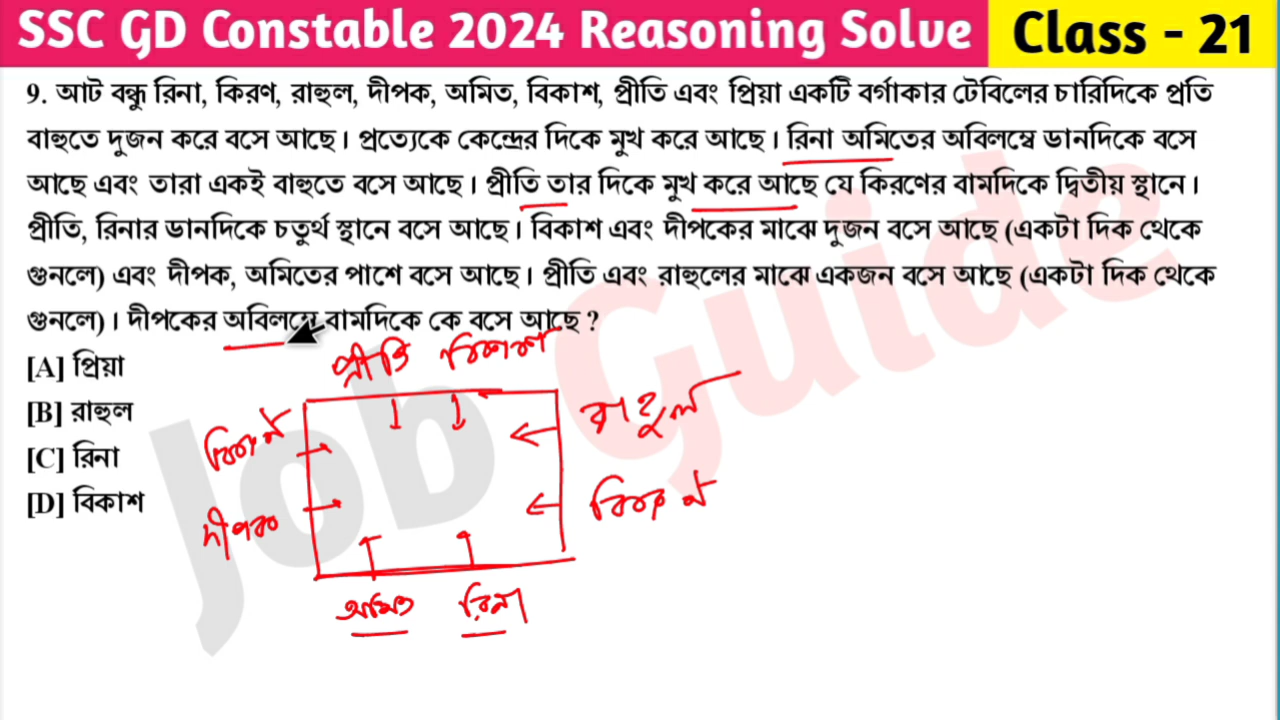 SSC GD Constable 2024 Reasoning Solve Class - 21
9. আট বন্ধু রিনা, কিরণ, রাহুল, দীপক, অমিত, বিকাশ, প্রীতি এবং প্রিয়া একটি বর্গাকার টেবিলের চারিদিকে প্রতি
বাহুতে দুজন করে বসে আছে। প্রত্যেকে কেন্দ্রের দিকে মুখ করে আছে। রিনা অমিতের অবিলম্বে ডানদিকে বসে
আছে এবং তারা একই বাহুতে বসে আছে। প্রীতি তার দিকে মুখ করে আছে যে কিরণের বামদিকে দ্বিতীয় স্থানে।
প্রীতি, রিনার ডানদিকে চতুর্থ স্থানে বসে আছে। বিকাশ এবং দীপকের মাঝে দুজন বসে আছে (একটা দিক থেকে
গুনলে) এবং দীপক, অমিতের পাশে বসে আছে। প্রীতি এবং রাহুলের মাঝে একজন বসে আছে (একটা দিক থেকে
গুনলে)। দীপকের অবিলম্বে বামদিকে কে বসে আছে ?
[A] প্রিয়া
[B] রাহুল
[C] রিনা
[D] বিকাশ
প্রীতি
রাহুল
কিরণ
কিরণ
দীপক
অমিত রিনা
Job Guide